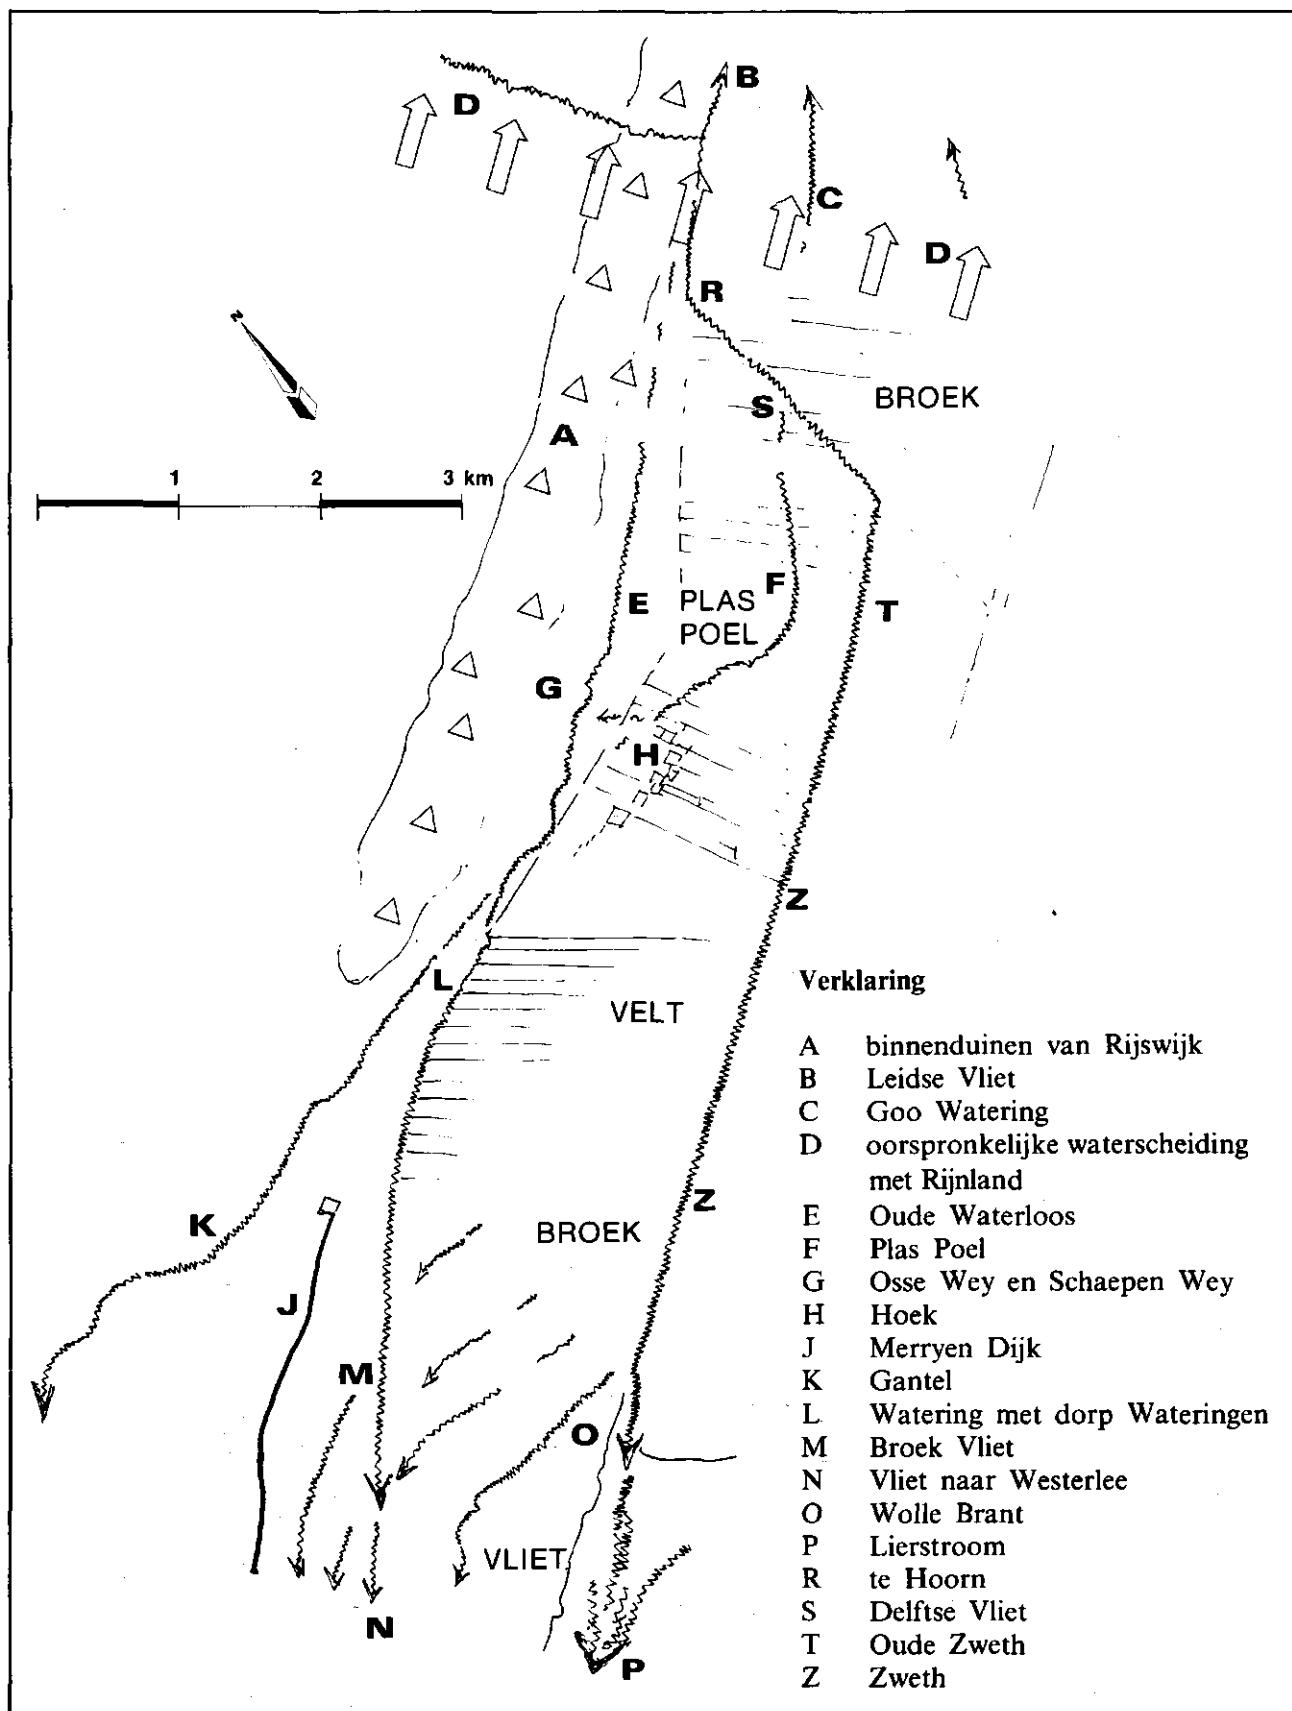 B
D
C
D
R
N
BROEK
S
A
1 2 3 km
E
PLAS
POEL
F
T
G
H
Z
L
VELT
Z
K
BROEK
J
M
O
VLIET
N
P
Verklaring
A binnenduinen van Rijswijk
B Leidse Vliet
C Goo Watering
D oorspronkelijke waterscheiding
met Rijnland
E Oude Waterloos
F Plas Poel
G Osse Wey en Schaepen Wey
H Hoek
J Merryen Dijk
K Gantel
L Watering met dorp Wateringen
M Broek Vliet
N Vliet naar Westerlee
O Wolle Brant
P Lierstroom
R te Hoorn
S Delftse Vliet
T Oude Zweth
Z Zweth